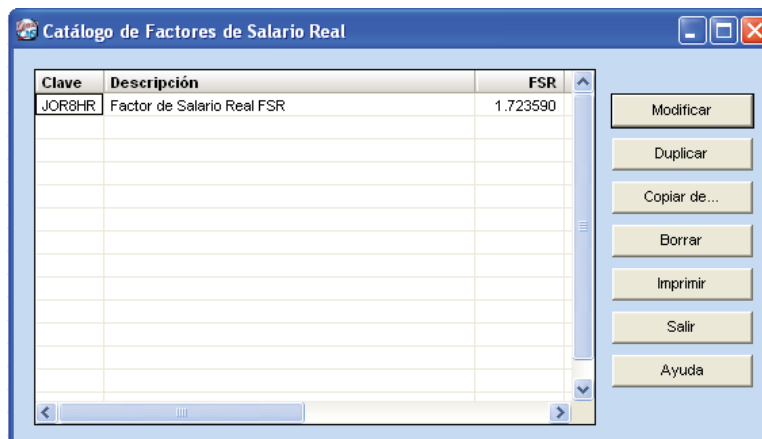 Catálogo de Factores de Salario Real
Clave Descripción FSR
JOR8HR Factor de Salario Real FSR 1.723590
Modificar
Duplicar
Copiar de...
Borrar
Imprimir
Salir
Ayuda